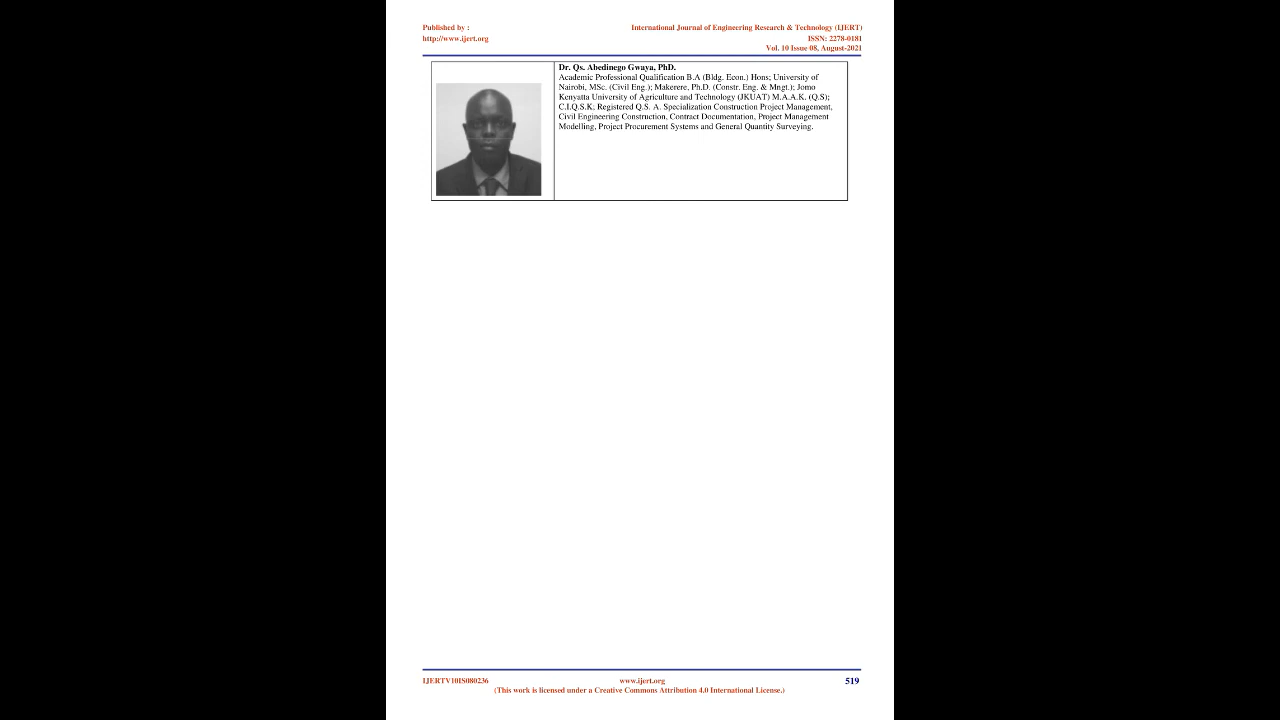 Published by :
International Journal of Engineering Research & Technology (IJERT)
http://www.ijert.org
ISSN: 2278-0181
Vol. 10 Issue 08, August-2021
Dr. Qs. Abedinego Gwaya, PhD.
Academic Professional Qualification B.A (Bldg. Econ.) Hons; University of
Nairobi, MSc. (Civil Eng.); Makerere, Ph.D. (Constr. Eng. & Mngt.); Jomo
Kenyatta University of Agriculture and Technology (JKUAT) M.A.A.K. (Q.S);
C.I.Q.S.K; Registered Q.S. A. Specialization Construction Project Management,
Civil Engineering Construction, Contract Documentation, Project Management
Modelling, Project Procurement Systems and General Quantity Surveying.
IJERTV10IS080236
www.ijert.org
519
(This work is licensed under a Creative Commons Attribution 4.0 International License.)